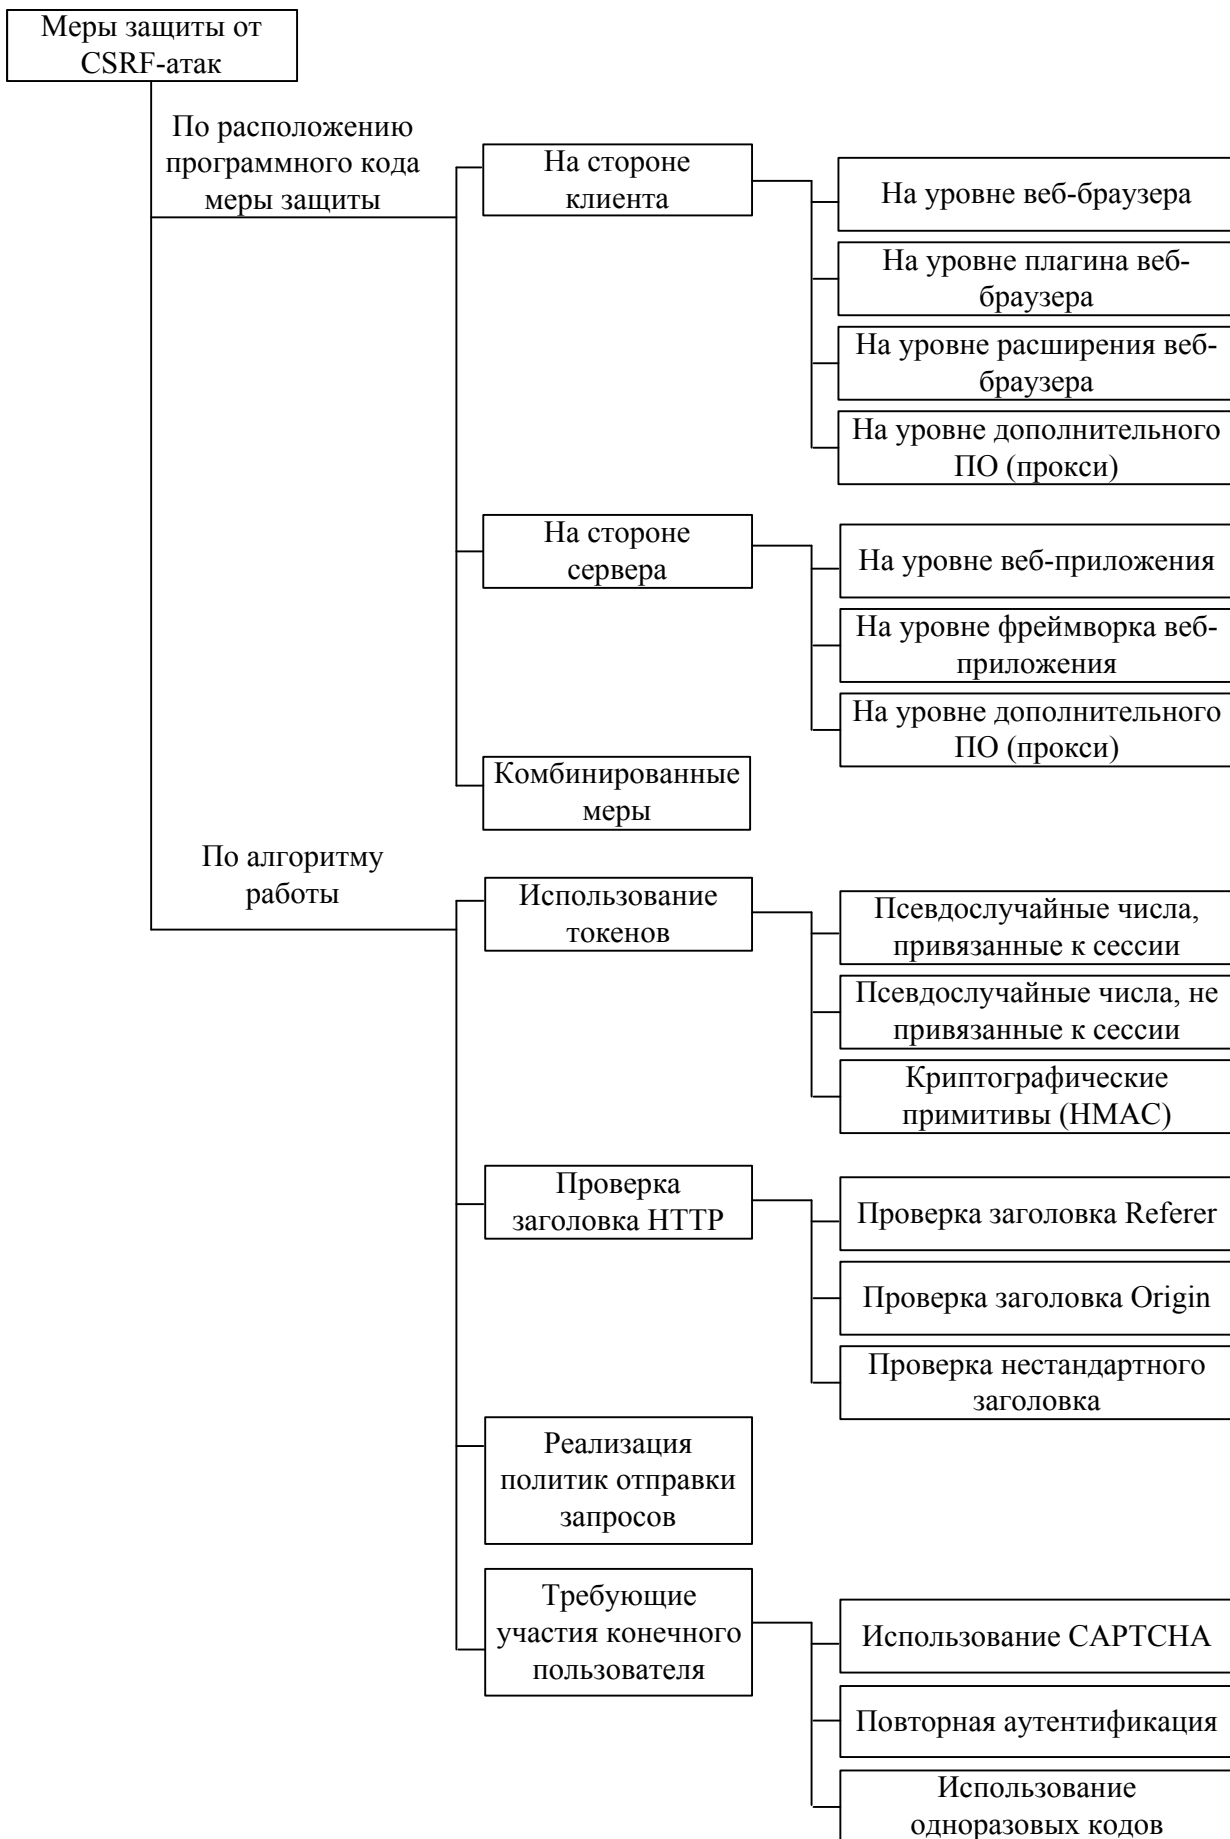 Меры защиты от
CSRF-атак
По расположению
программного кода
меры защиты
На стороне
клиента
На уровне веб-браузера
На уровне плагина веб-
браузера
На уровне расширения веб-
браузера
На уровне дополнительного
ПО (прокси)
На стороне
сервера
На уровне веб-приложения
На уровне фреймворка веб-
приложения
На уровне дополнительного
ПО (прокси)
Комбинированные
меры
По алгоритму
работы
Использование
токенов
Псевдослучайные числа,
привязанные к сессии
Псевдослучайные числа, не
привязанные к сессии
Криптографические
примитивы (HMAC)
Проверка
заголовка HTTP
Проверка заголовка Referer
Проверка заголовка Origin
Проверка нестандартного
заголовка
Реализация
политик отправки
запросов
Требующие
участия конечного
пользователя
Использование CAPTCHA
Повторная аутентификация
Использование
одноразовых кодов